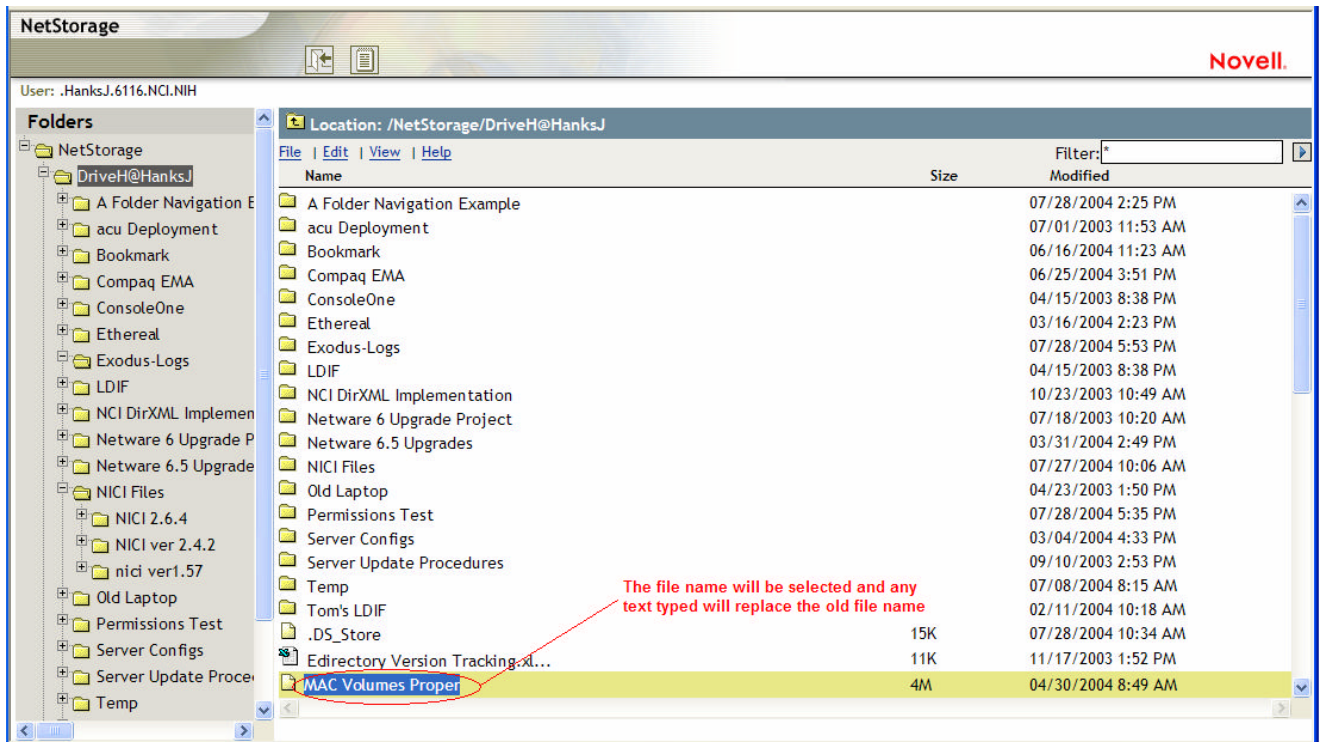 NetStorage
Novell.
User: .HanksJ.6116.NCI.NIH
Folders
NetStorage
DriveH@HanksJ
A Folder Navigation E
acu Deployment
Bookmark
Compaq EMA
ConsoleOne
Ethereal
Exodus-Logs
LDIF
NCI DirXML Implemen
Netware 6 Upgrade P
Netware 6.5 Upgrade
NICI Files
NICI 2.6.4
NICI ver 2.4.2
nici ver1.57
Old Laptop
Permissions Test
Server Configs
Server Update Proce
Temp
Location: /NetStorage/DriveH@HanksJ
File | Edit | View | Help Filter:*
Name Size Modified
A Folder Navigation Example 07/28/2004 2:25 PM
acu Deployment 07/01/2003 11:53 AM
Bookmark 06/16/2004 11:23 AM
Compaq EMA 06/25/2004 3:51 PM
ConsoleOne 04/15/2003 8:38 PM
Ethereal 03/16/2004 2:23 PM
Exodus-Logs 07/28/2004 5:53 PM
LDIF 04/15/2003 8:38 PM
NCI DirXML Implementation 10/23/2003 10:49 AM
Netware 6 Upgrade Project 07/18/2003 10:20 AM
Netware 6.5 Upgrades 03/31/2004 2:49 PM
NICI Files 07/27/2004 10:06 AM
Old Laptop 04/23/2003 1:50 PM
Permissions Test 07/28/2004 5:35 PM
Server Configs 03/04/2004 4:33 PM
Server Update Procedures 09/10/2003 2:53 PM
Temp 07/08/2004 8:15 AM
Tom's LDIF 02/11/2004 10:18 AM
.DS_Store 15K 07/28/2004 10:34 AM
Edirectory Version Tracking.xl... 11K 11/17/2003 1:52 PM
MAC Volumes Proper 4M 04/30/2004 8:49 AM
The file name will be selected and any
text typed will replace the old file name